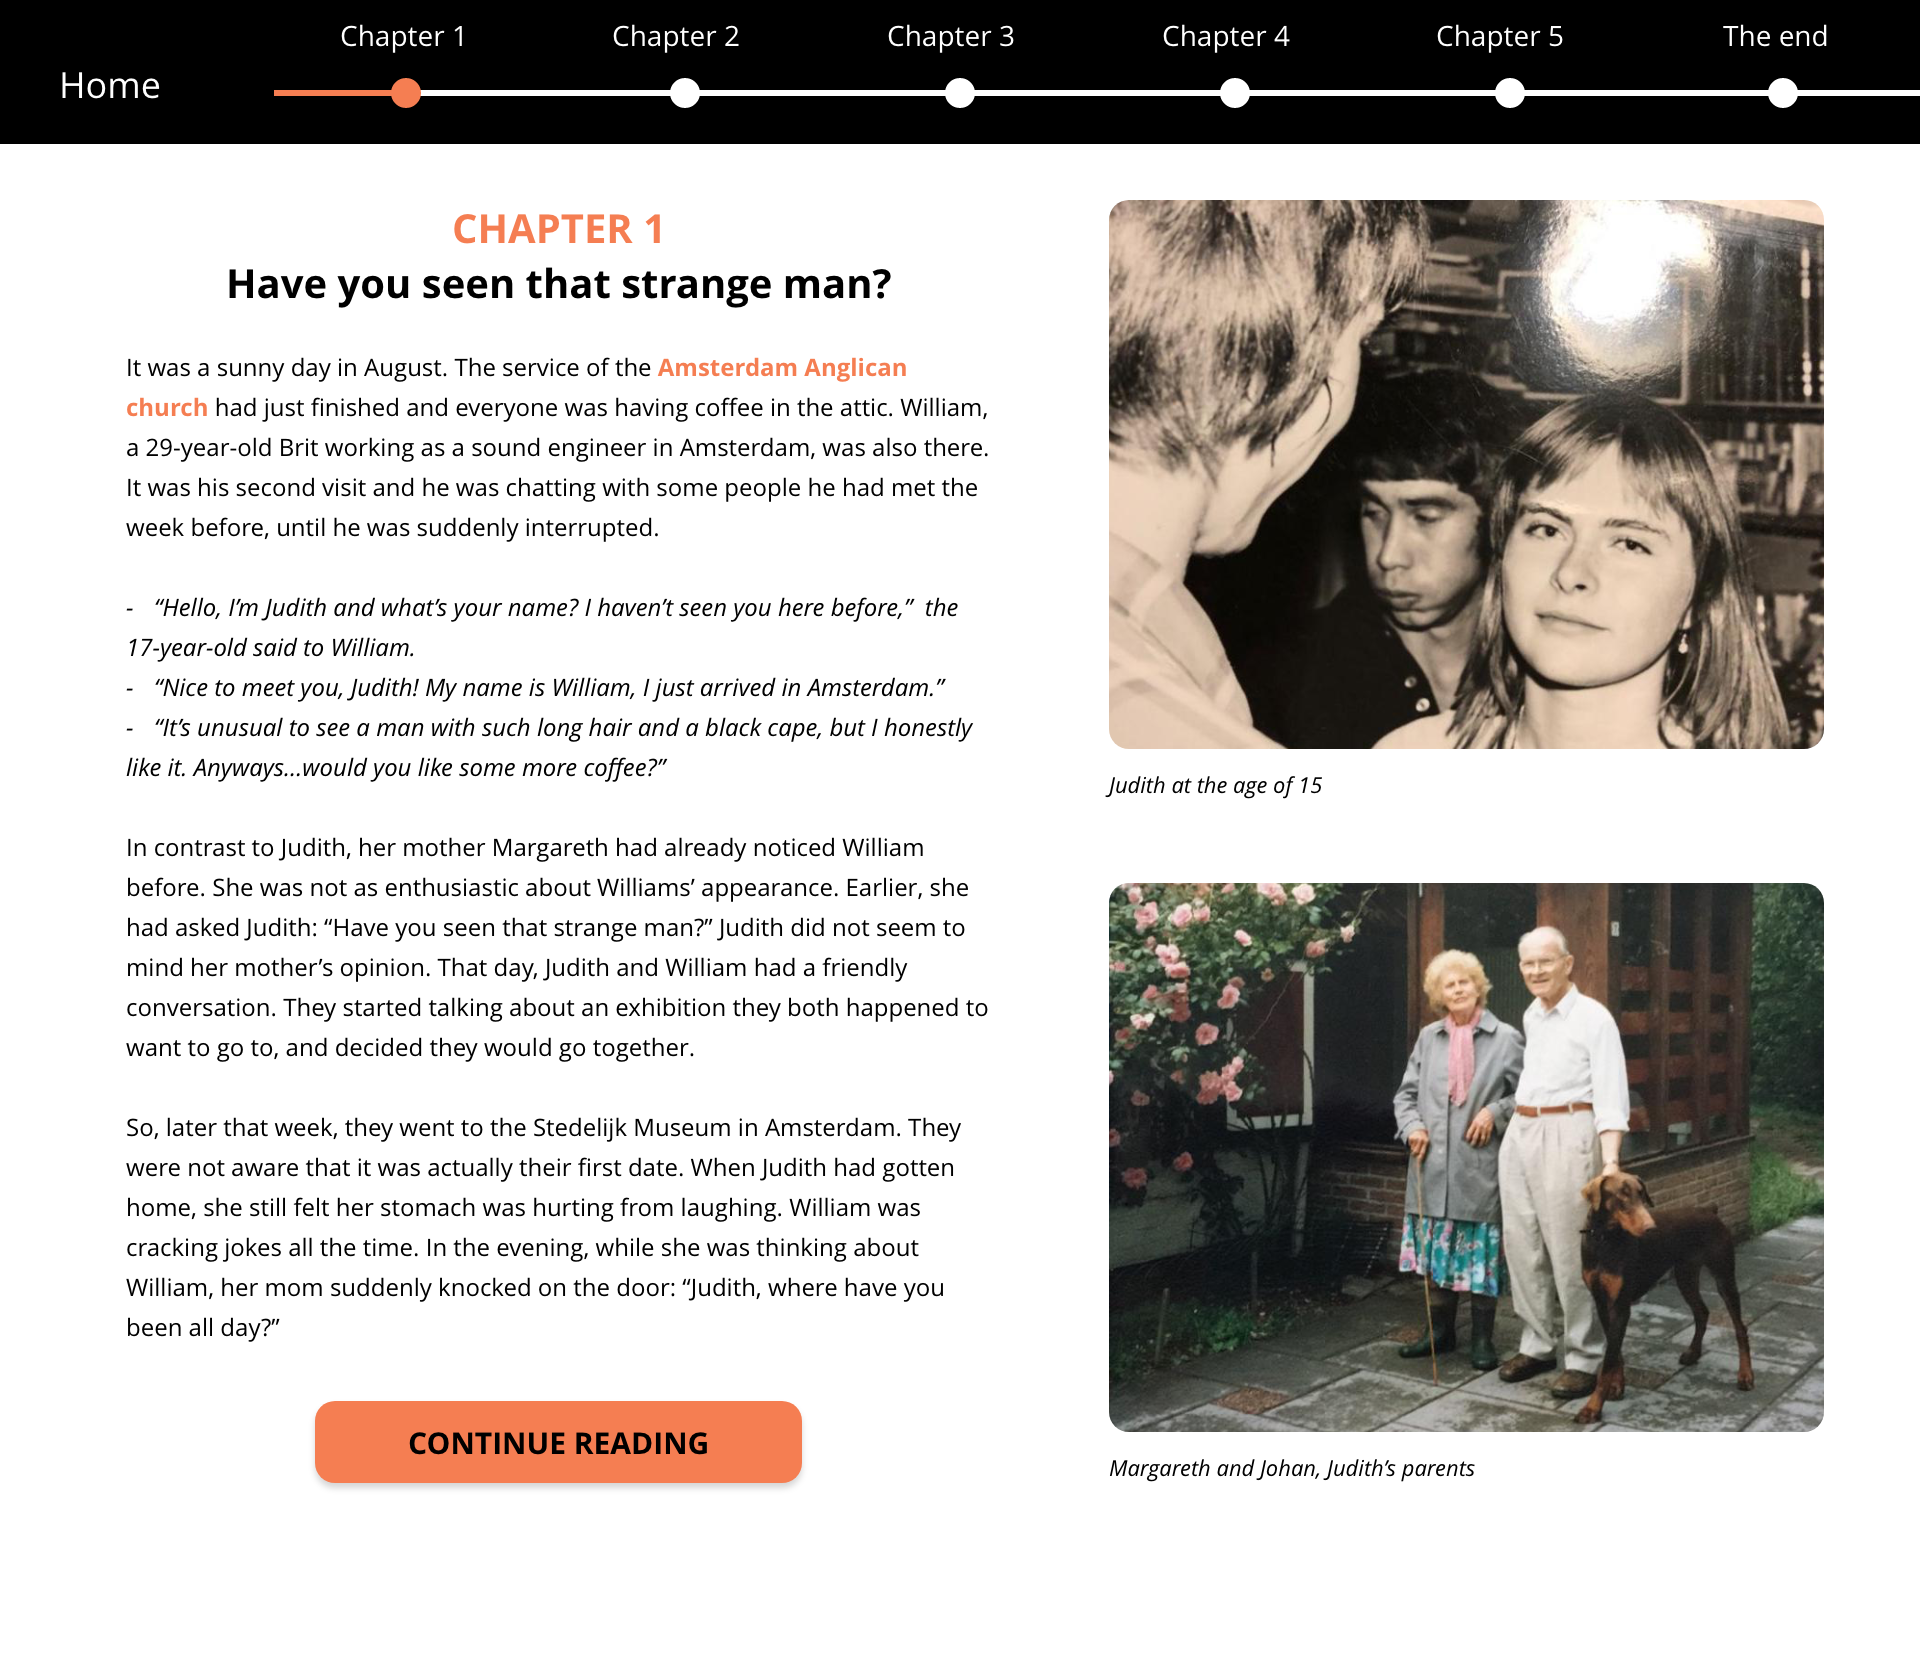 Home
Chapter 1
Chapter 2
Chapter 3
Chapter 4
Chapter 5
The end
CHAPTER 1
Have you seen that strange man?
It was a sunny day in August. The service of the Amsterdam Anglican
church had just finished and everyone was having coffee in the attic. William,
a 29-year-old Brit working as a sound engineer in Amsterdam, was also there.
It was his second visit and he was chatting with some people he had met the
week before, until he was suddenly interrupted.
- “Hello, I’m Judith and what’s your name? I haven’t seen you here before,” the
17-year-old said to William.
- “Nice to meet you, Judith! My name is William, I just arrived in Amsterdam.”
- “It’s unusual to see a man with such long hair and a black cape, but I honestly
like it. Anyways...would you like some more coffee?”
In contrast to Judith, her mother Margareth had already noticed William
before. She was not as enthusiastic about Williams’ appearance. Earlier, she
had asked Judith: “Have you seen that strange man?” Judith did not seem to
mind her mother’s opinion. That day, Judith and William had a friendly
conversation. They started talking about an exhibition they both happened to
want to go to, and decided they would go together.
So, later that week, they went to the Stedelijk Museum in Amsterdam. They
were not aware that it was actually their first date. When Judith had gotten
home, she still felt her stomach was hurting from laughing. William was
cracking jokes all the time. In the evening, while she was thinking about
William, her mom suddenly knocked on the door: “Judith, where have you
been all day?”
CONTINUE READING
Judith at the age of 15
Margareth and Johan, Judith’s parents